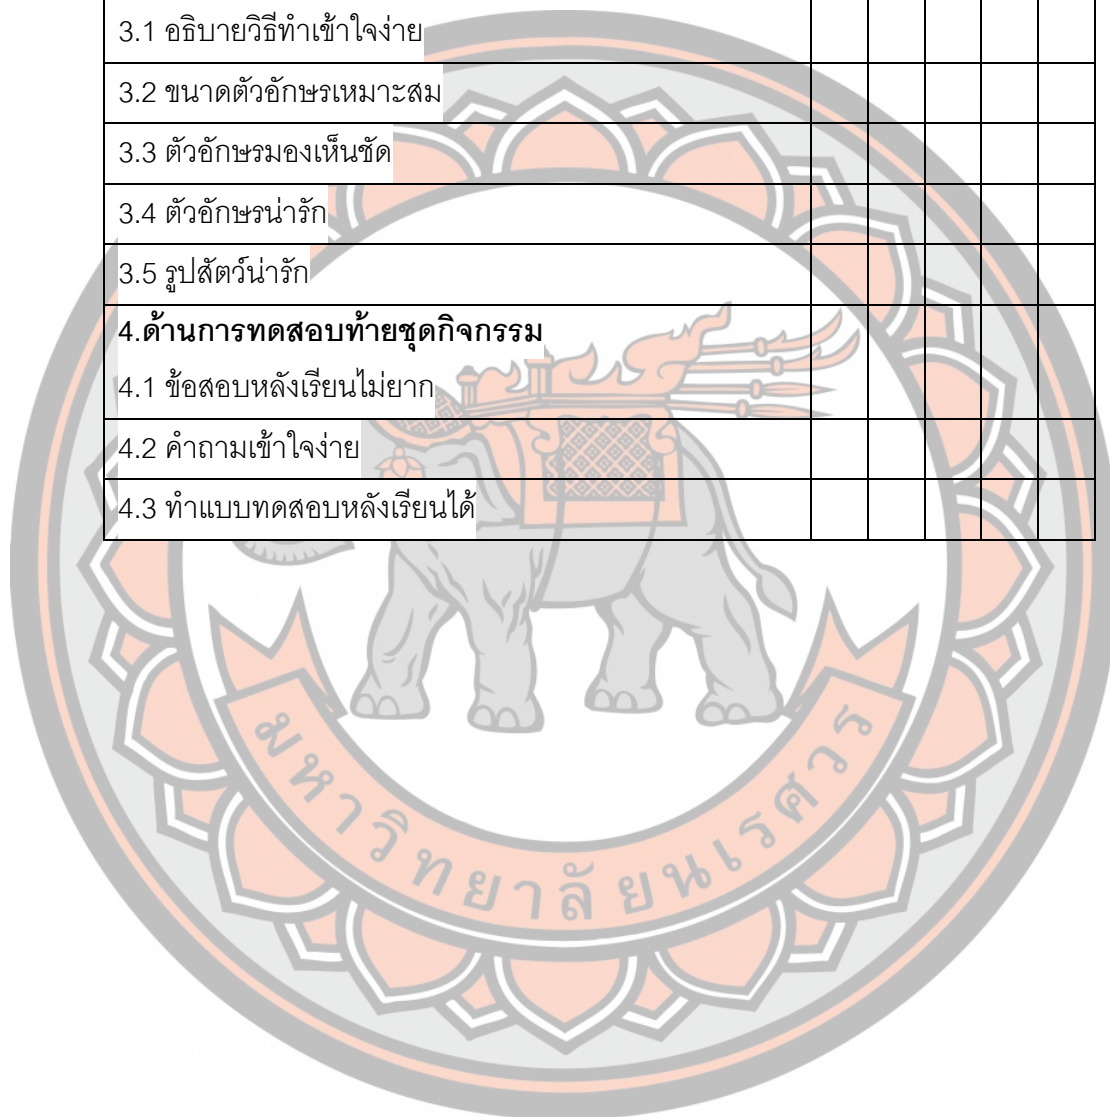 3.1 อธิบายวิธีทำเข้าใจง่าย
3.2 ขนาดตัวอักษรเหมาะสม
3.3 ตัวอักษรมองเห็นชัด
3.4 ตัวอักษรน่ารัก
3.5 รูปสัตว์น่ารัก
4.ด้านการทดสอบท้ายชุดกิจกรรม
4.1 ข้อสอบหลังเรียนไม่ยาก
4.2 คำถามเข้าใจง่าย
4.3 ทำแบบทดสอบหลังเรียนได้
มหาวิทยาลัยนเรศวร